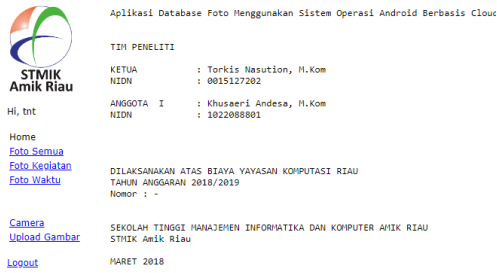 STMIK
Amik Riau
Hi, tnt
Home
Foto Semua
Foto Kegiatan
Foto Waktu
Camera
Upload Gambar
Logout
Aplikasi Database Foto Menggunakan Sistem Operasi Android Berbasis Cloud
TIM PENELITI
KETUA : Torkis Nasution, M.Kom
NIDN : 0015127202
ANGGOTA I : Khusaeri Andesa, M.Kom
NIDN : 1022088801
DILAKSANAKAN ATAS BIAYA YAYASAN KOMPUTASI RIAU
TAHUN ANGGARAN 2018/2019
Nomor : -
SEKOLAH TINGGI MANAJEMEN INFORMATIKA DAN KOMPUTER AMIK RIAU
STMIK Amik Riau
MARET 2018